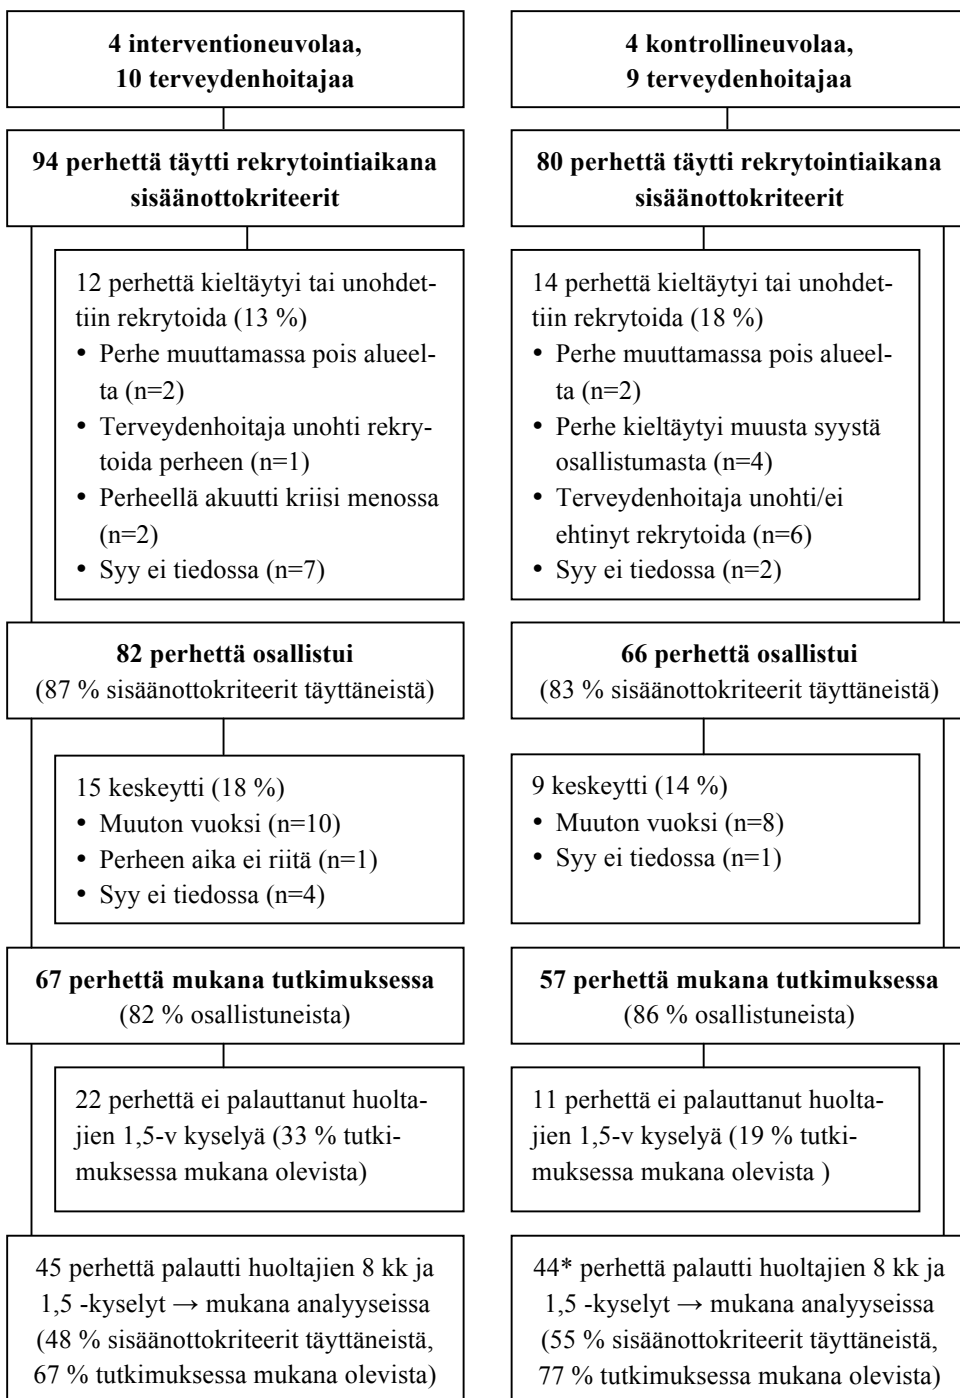 4 interventioneuvolaa,
10 terveydenhoitajaa
94 perhettä täytti rekrytointiaikana
sisäänottokriteerit
12 perhettä kieltäytyi tai unohdet-
tiin rekrytoida (13 %)
• Perhe muuttamassa pois alueel-
ta (n=2)
• Terveydenhoitaja unohti rekry-
toida perheen (n=1)
• Perheellä akuutti kriisi menossa
(n=2)
• Syy ei tiedossa (n=7)
82 perhettä osallistui
(87 % sisäänottokriteerit täyttäneistä)
15 keskeytti (18 %)
• Muuton vuoksi (n=10)
• Perheen aika ei riitä (n=1)
• Syy ei tiedossa (n=4)
67 perhettä mukana tutkimuksessa
(82 % osallistuneista)
22 perhettä ei palauttanut huolta-
jien 1,5-v kyselyä (33 % tutki-
muksessa mukana olevista)
45 perhettä palautti huoltajien 8 kk ja
1,5 -kyselyt → mukana analyyseissa
(48 % sisäänottokriteerit täyttäneistä,
67 % tutkimuksessa mukana olevista)
4 kontrollineuvolaa,
9 terveydenhoitajaa
80 perhettä täytti rekrytointiaikana
sisäänottokriteerit
14 perhettä kieltäytyi tai unohdet-
tiin rekrytoida (18 %)
• Perhe muuttamassa pois alueel-
ta (n=2)
• Perhe kieltäytyi muusta syystä
osallistumasta (n=4)
• Terveydenhoitaja unohti/ei
ehtinyt rekrytoida (n=6)
• Syy ei tiedossa (n=2)
66 perhettä osallistui
(83 % sisäänottokriteerit täyttäneistä)
9 keskeytti (14 %)
• Muuton vuoksi (n=8)
• Syy ei tiedossa (n=1)
57 perhettä mukana tutkimuksessa
(86 % osallistuneista)
11 perhettä ei palauttanut huolta-
jien 1,5-v kyselyä (19 % tutki-
muksessa mukana olevista )
44* perhettä palautti huoltajien 8 kk ja
1,5 -kyselyt → mukana analyyseissa
(55 % sisäänottokriteerit täyttäneistä,
77 % tutkimuksessa mukana olevista)